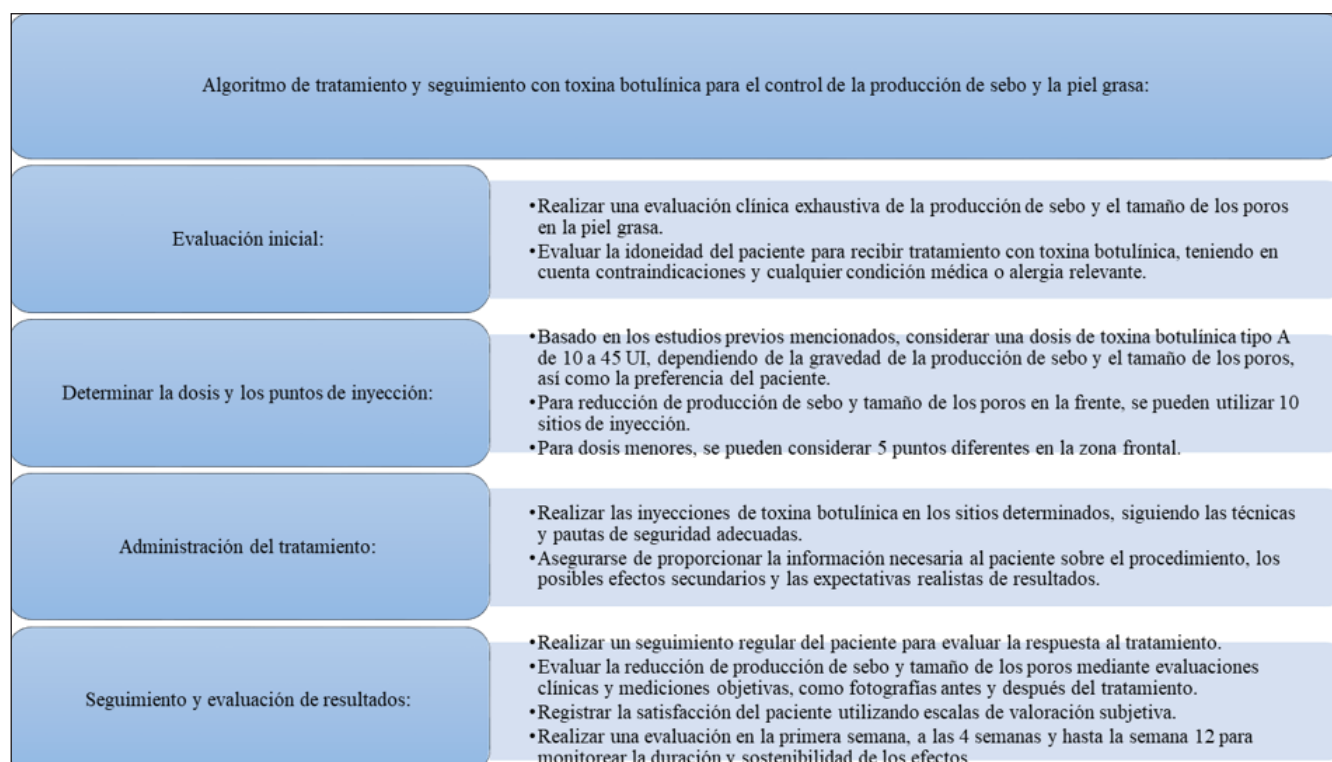 Algoritmo de tratamiento y seguimiento con toxina botulínica para el control de la producción de sebo y la piel grasa:
Evaluación inicial:
•Realizar una evaluación clínica exhaustiva de la producción de sebo y el tamaño de los poros
en la piel grasa.
•Evaluar la idoneidad del paciente para recibir tratamiento con toxina botulínica, teniendo en
cuenta contraindicaciones y cualquier condición médica o alergia relevante.
Determinar la dosis y los puntos de inyección:
•Basado en los estudios previos mencionados, considerar una dosis de toxina botulínica tipo A
de 10 a 45 UI, dependiendo de la gravedad de la producción de sebo y el tamaño de los poros,
así como la preferencia del paciente.
•Para reducción de producción de sebo y tamaño de los poros en la frente, se pueden utilizar 10
sitios de inyección.
•Para dosis menores, se pueden considerar 5 puntos diferentes en la zona frontal.
Administración del tratamiento:
•Realizar las inyecciones de toxina botulínica en los sitios determinados, siguiendo las técnicas
y pautas de seguridad adecuadas.
•Asegurarse de proporcionar la información necesaria al paciente sobre el procedimiento, los
posibles efectos secundarios y las expectativas realistas de resultados.
Seguimiento y evaluación de resultados:
•Realizar un seguimiento regular del paciente para evaluar la respuesta al tratamiento.
•Evaluar la reducción de producción de sebo y tamaño de los poros mediante evaluaciones
clínicas y mediciones objetivas, como fotografías antes y después del tratamiento.
•Registrar la satisfacción del paciente utilizando escalas de valoración subjetiva.
•Realizar una evaluación en la primera semana, a las 4 semanas y hasta la semana 12 para
monitorear la duración y sostenibilidad de los efectos.